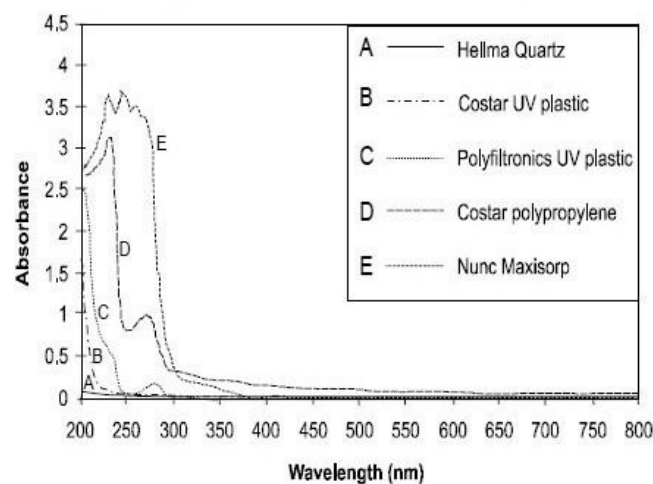 4,5
4
3,5
3
2,5
2
1,5
1
0,5
0
Absorbance
A Hellma Quartz
B Costar UV plastic
C Polyfiltronics UV plastic
D Costar polypropylene
E Nunc Maxisorp
E
D
C
B
A
200 250 300 350 400 450 500 550 600 650 700 750 800
Wavelength (nm)